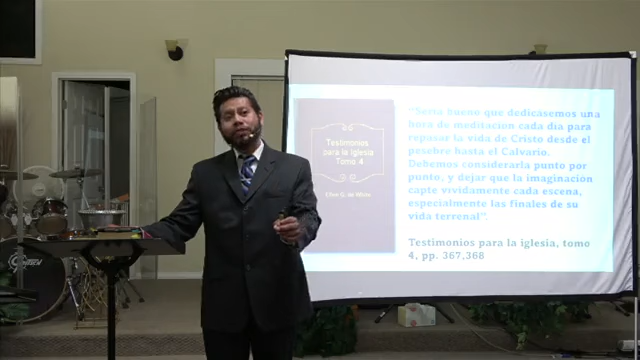 Testimonios
para la Iglesia
Tomo 4
Ellen G. de White
"Sería bueno que dedicásemos una
hora de meditación cada día para
repasar la vida de Cristo desde el
pesebre hasta el Calvario.
Debemos considerarla punto por
punto, y dejar que la imaginación
capte vívidamente cada escena,
especialmente las finales de su
vida terrenal".
Testimonios para la iglesia, tomo
4, pp. 367,368